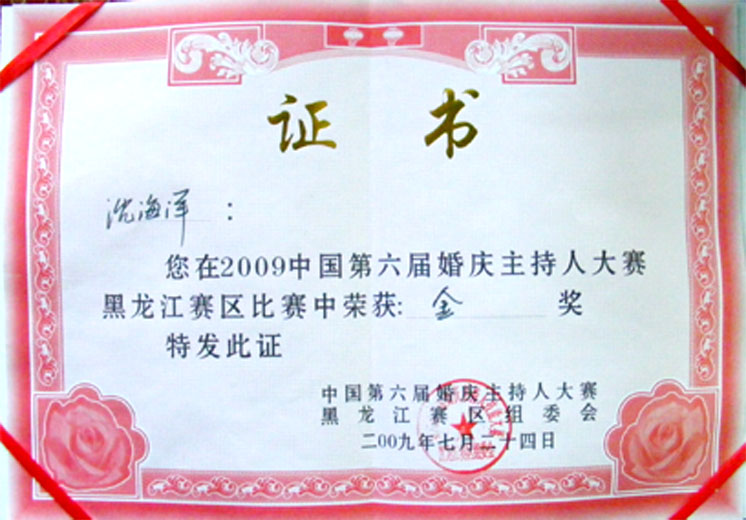 证书
沈海洋：
您在2009中国第六届婚庆主持人大赛
黑龙江赛区比赛中荣获:金奖
特发此证
中国第六届婚庆主持人大赛
黑龙江赛区组委会
二00九年七月二十四日